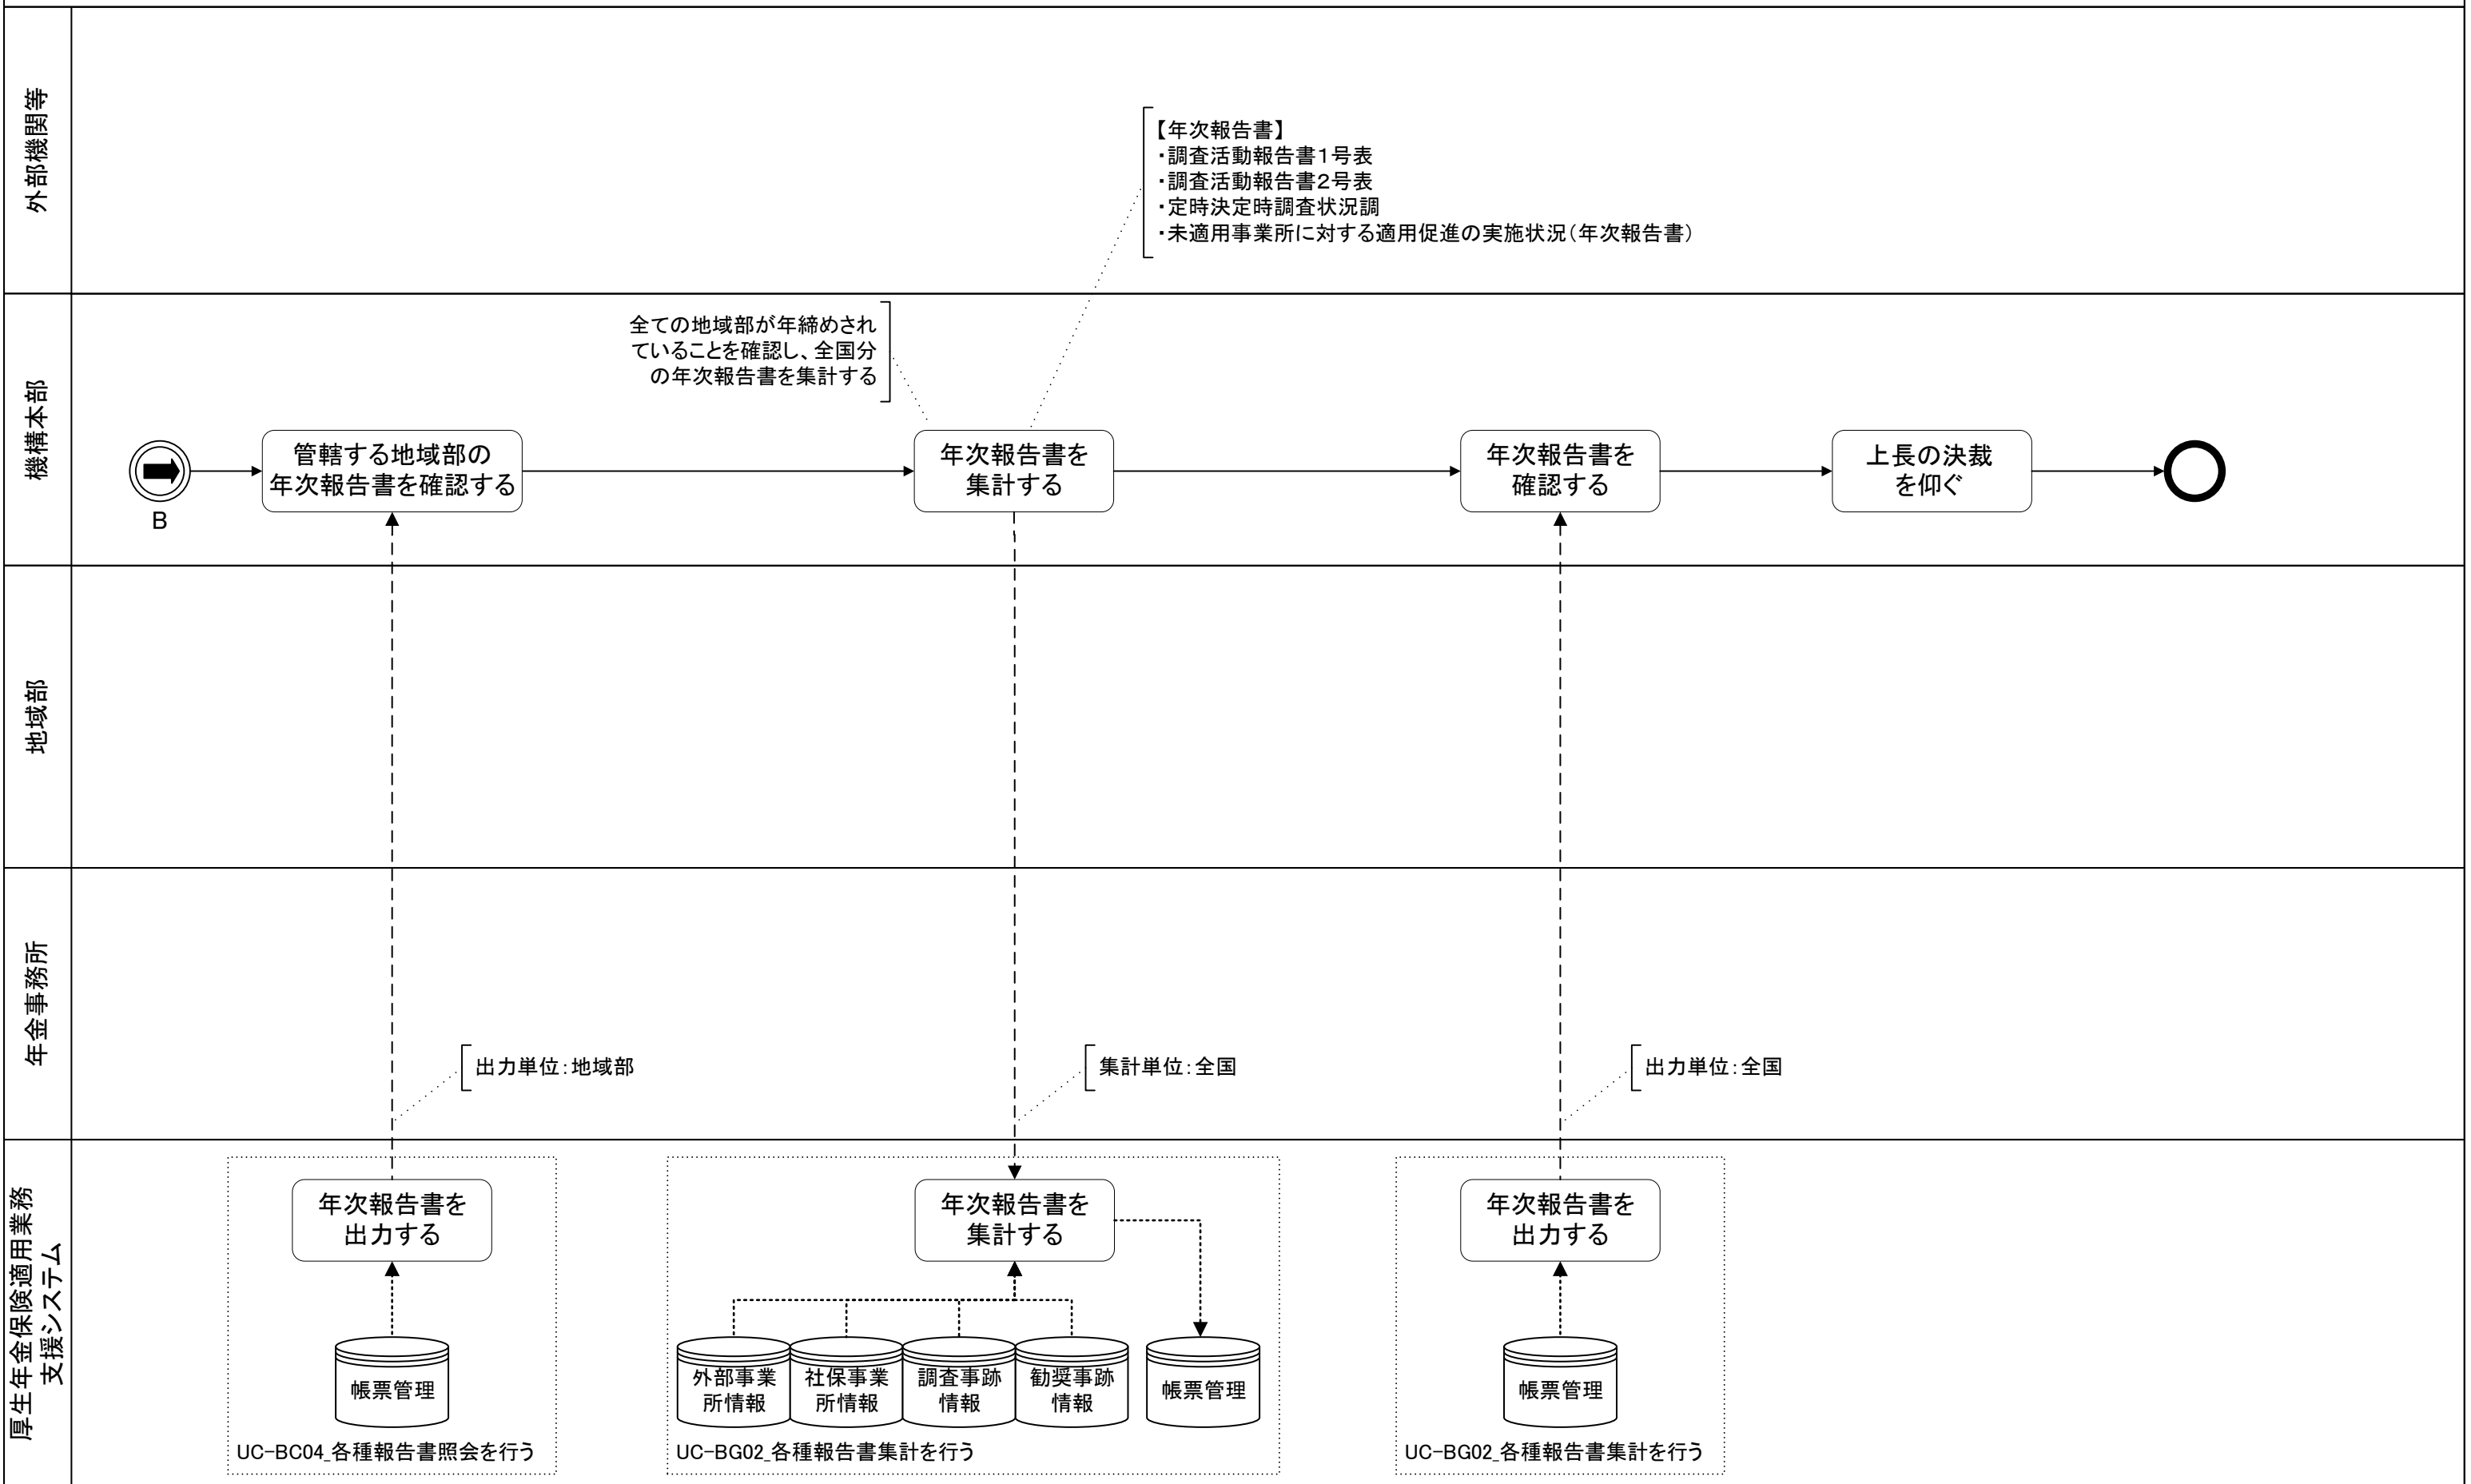 外部機関等
【年次報告書】
・調査活動報告書1号表
・調査活動報告書2号表
・定時決定時調査状況調
・未適用事業所に対する適用促進の実施状況（年次報告書）
機構本部
全ての地域部が年締めされ
ていることを確認し、全国分
の年次報告書を集計する
B
管轄する地域部の
年次報告書を確認する
年次報告書を
集計する
年次報告書を
確認する
上長の決裁
を仰ぐ
地域部
年金事務所
出力単位：地域部
集計単位：全国
出力単位：全国
厚生年金保険適用業務
支援システム
年次報告書を
出力する
帳票管理
UC-BC04_各種報告書照会を行う
年次報告書を
集計する
外部事業
所情報
社保事業
所情報
調査事跡
情報
勧奨事跡
情報
帳票管理
UC-BG02_各種報告書集計を行う
年次報告書を
出力する
帳票管理
UC-BG02_各種報告書集計を行う